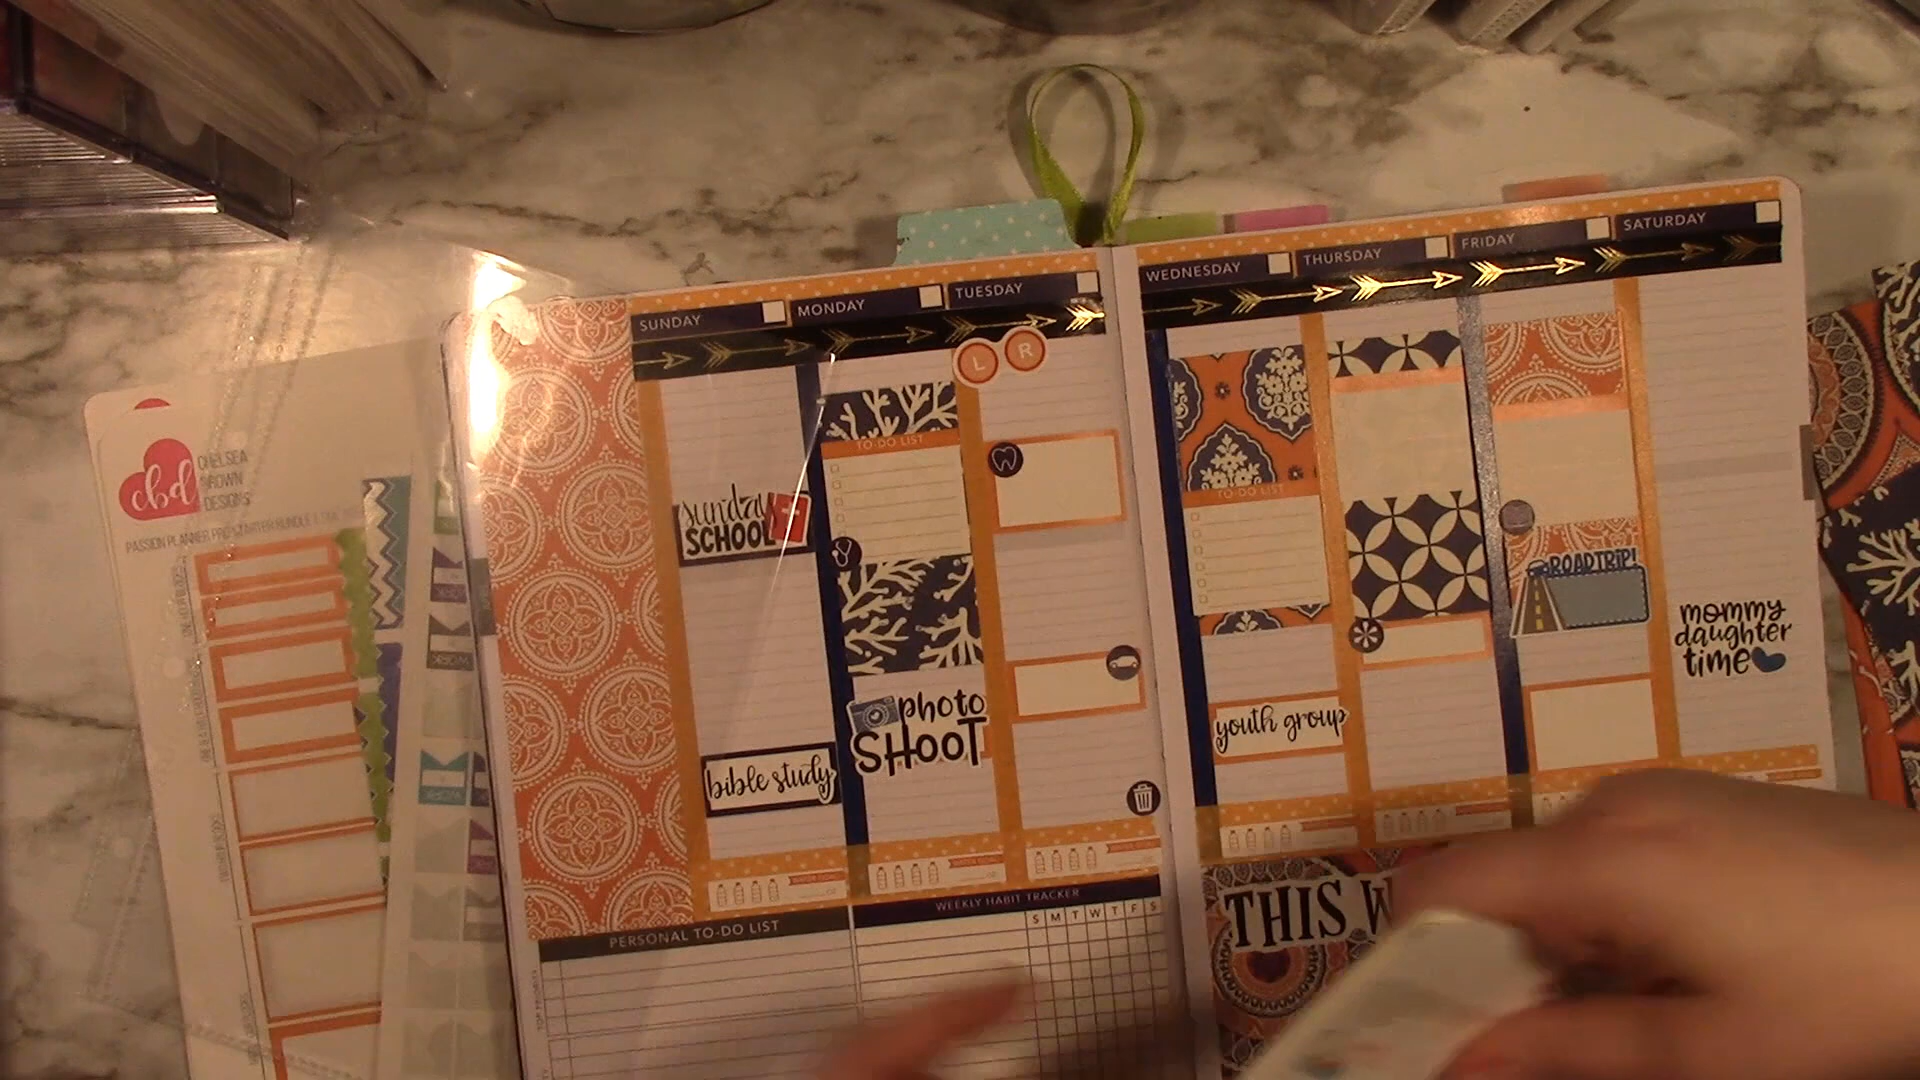 cbd
CHELSEA
BROWN
DESIGNS
PASSION PLANNER PRO STARTER BUNDLE
SUNDAY
MONDAY
TUESDAY
WEDNESDAY
THURSDAY
FRIDAY
SATURDAY
L
R
TO-DO LIST
sunday
SCHOOL
TO-DO LIST
ROADTRIP!
mommy
daughter
time
photo
SHOOT
youth group
bible study
WEEKLY HABIT TRACKER
S M T W T F S
PERSONAL TO-DO LIST
THIS W